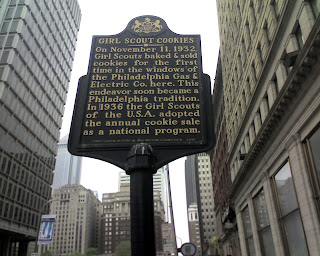 GIRL SCOUT COOKIES
On November 11, 1932,
Girl Scouts baked & sold
cookies for the first
time in the windows of
the Philadelphia Gas &
Electric Co. here. This
endeavor soon became a
Philadelphia tradition.
In 1936 the Girl Scouts
of the U.S.A. adopted
the annual cookie sale
as a national program.